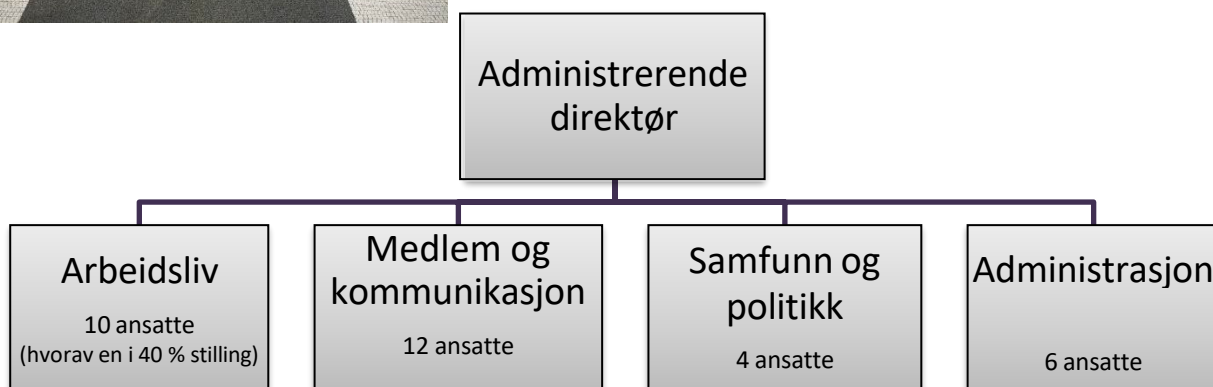 Administrerende
direktør
Arbeidsliv
10 ansatte
(hvorav en i 40 % stilling)
Medlem og
kommunikasjon
12 ansatte
Samfunn og
politikk
4 ansatte
Administrasjon
6 ansatte